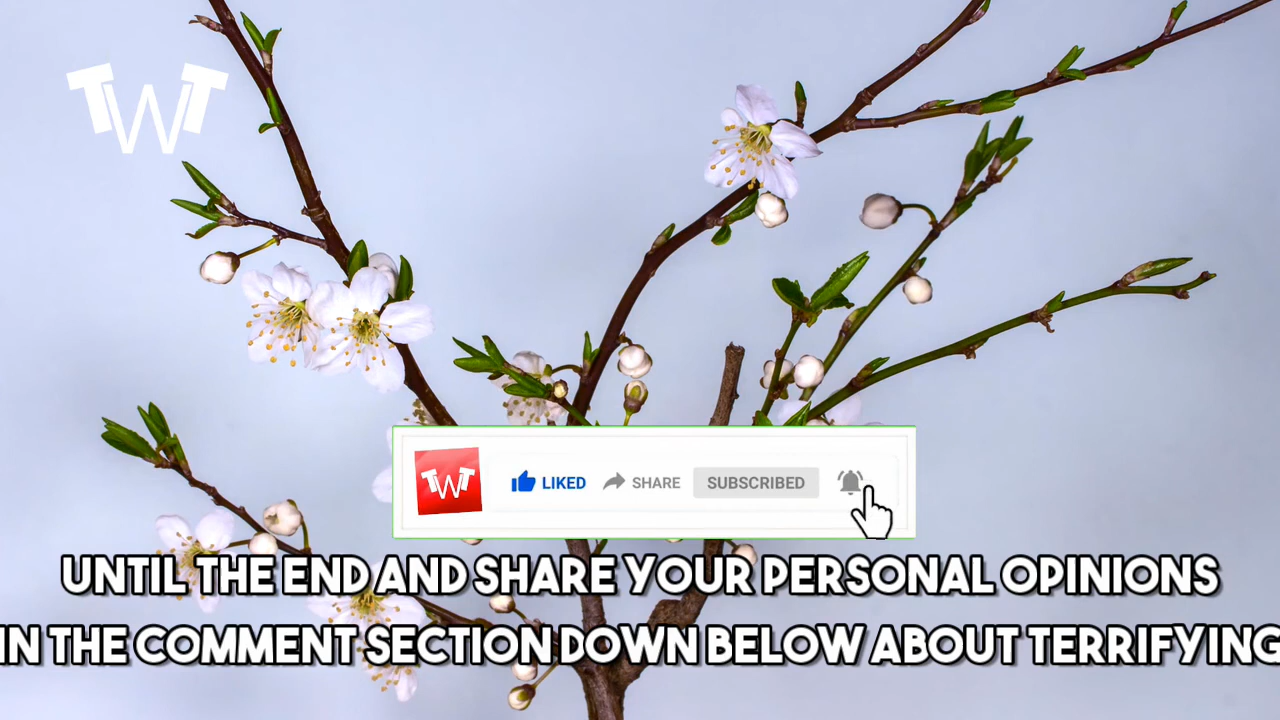 TWT
TWT LIKED SHARE SUBSCRIBED
UNTIL THE END AND SHARE YOUR PERSONAL OPINIONS
IN THE COMMENT SECTION DOWN BELOW ABOUT TERRIFYING